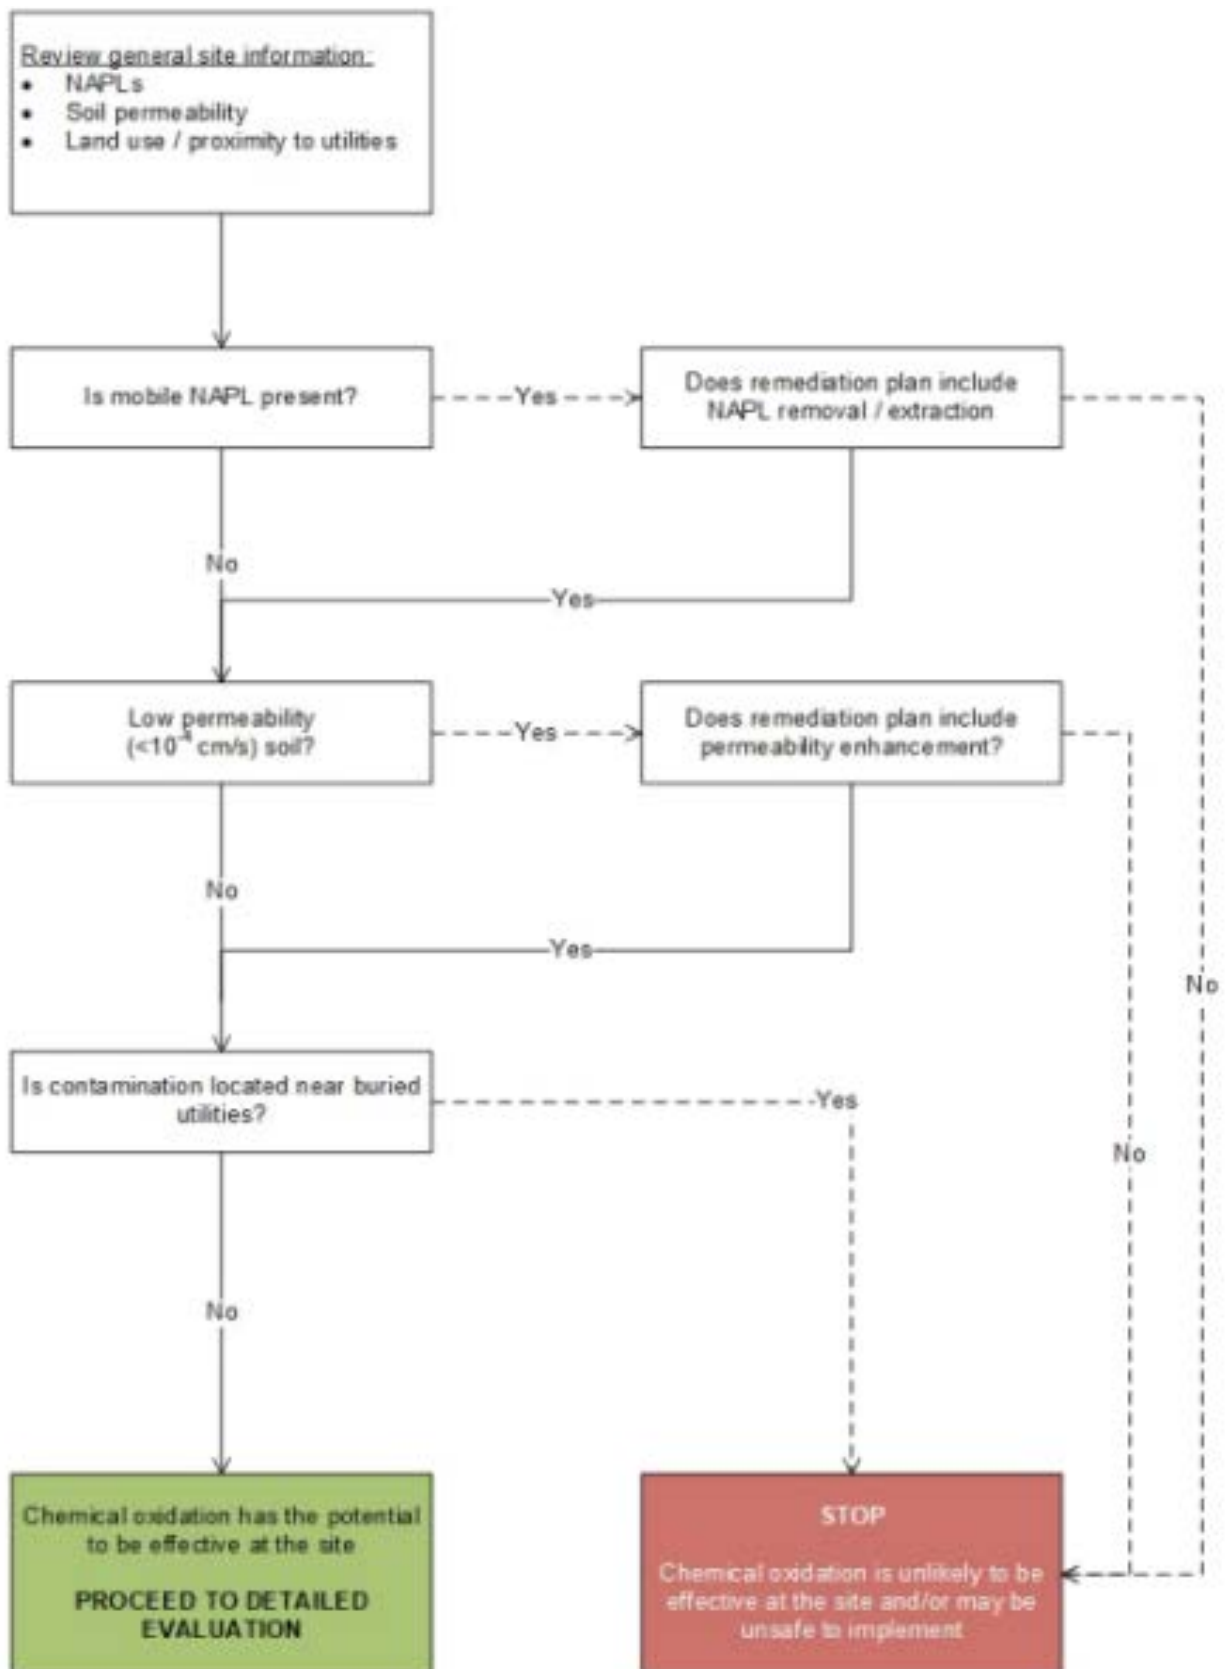 Review general site information:
• NAPLs
• Soil permeability
• Land use / proximity to utilities
Is mobile NAPL present?
Yes
Does remediation plan include
NAPL removal / extraction
No
Yes
Low permeability
(<10⁻⁴ cm/s) soil?
Yes
Does remediation plan include
permeability enhancement?
No
Yes
No
Is contamination located near buried
utilities?
Yes
No
No
Chemical oxidation has the potential
to be effective at the site
PROCEED TO DETAILED
EVALUATION
STOP
Chemical oxidation is unlikely to be
effective at the site and/or may be
unsafe to implement